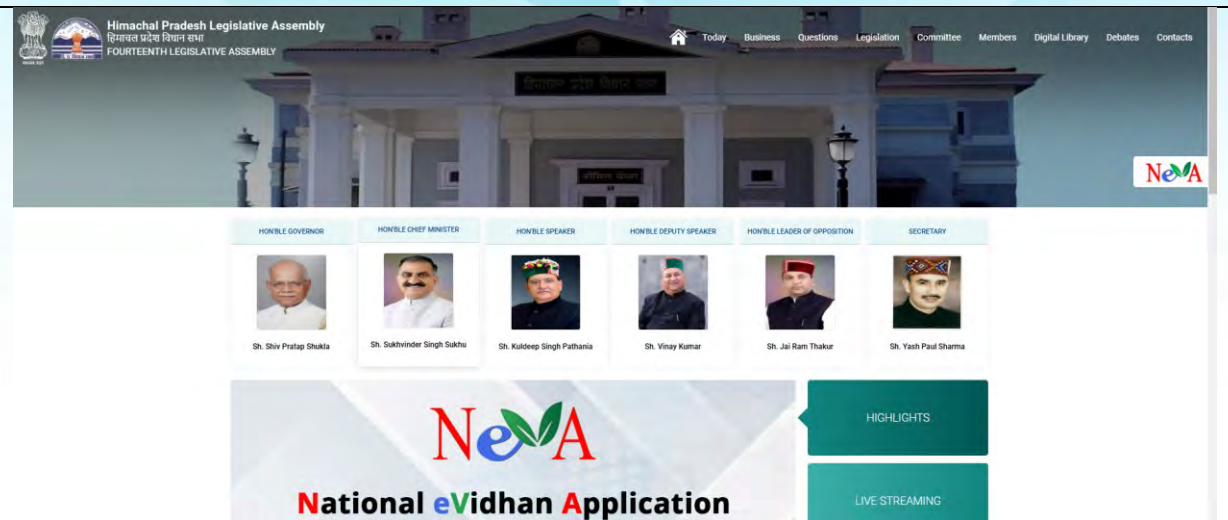 Himachal Pradesh Legislative Assembly
हिमाचल प्रदेश विधान सभा
FOURTEENTH LEGISLATIVE ASSEMBLY
Today Business Questions Legislation Committee Members Digital Library Debates Contacts
हिमाचल प्रदेश विधान सभा
NeVA
HON'BLE GOVERNOR HON'BLE CHIEF MINISTER HON'BLE SPEAKER HON'BLE DEPUTY SPEAKER HON'BLE LEADER OF OPPOSITION SECRETARY
Sh. Shiv Pratap Shukla Sh. Sukhvinder Singh Sukhu Sh. Kuldeep Singh Pathania Sh. Vinay Kumar Sh. Jai Ram Thakur Sh. Yash Paul Sharma
HIGHLIGHTS
NeVA
National eVidhan Application
LIVE STREAMING